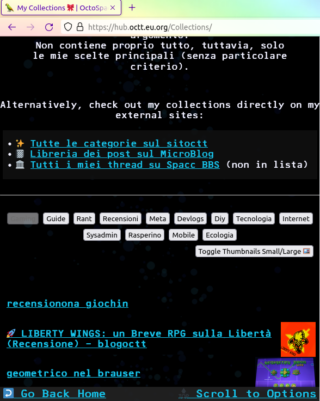 My Collections 🎀 | OctoSpa
https://hub.octt.eu.org/Collections/
argomento.
Non contiene proprio tutto, tuttavia, solo
le mie scelte principali (senza particolare
criterio).
Alternatively, check out my collections directly on my
external sites:
• ✨ Tutte le categorie sul sitoctt
• 🗒 Libreria dei post sul MicroBlog
• 🏛 Tutti i miei thread su Spacc BBS (non in lista)
Guide Rant Recensioni Meta Devlogs Diy Tecnologia Internet
Sysadmin Rasperino Mobile Ecologia
Toggle Thumbnails Small/Large
recensionona giochin
🚀 LIBERTY WINGS: un Breve RPG sulla Libertà
(Recensione) – blogoctt
geometrico nel brauser
Go Back Home Scroll to Options